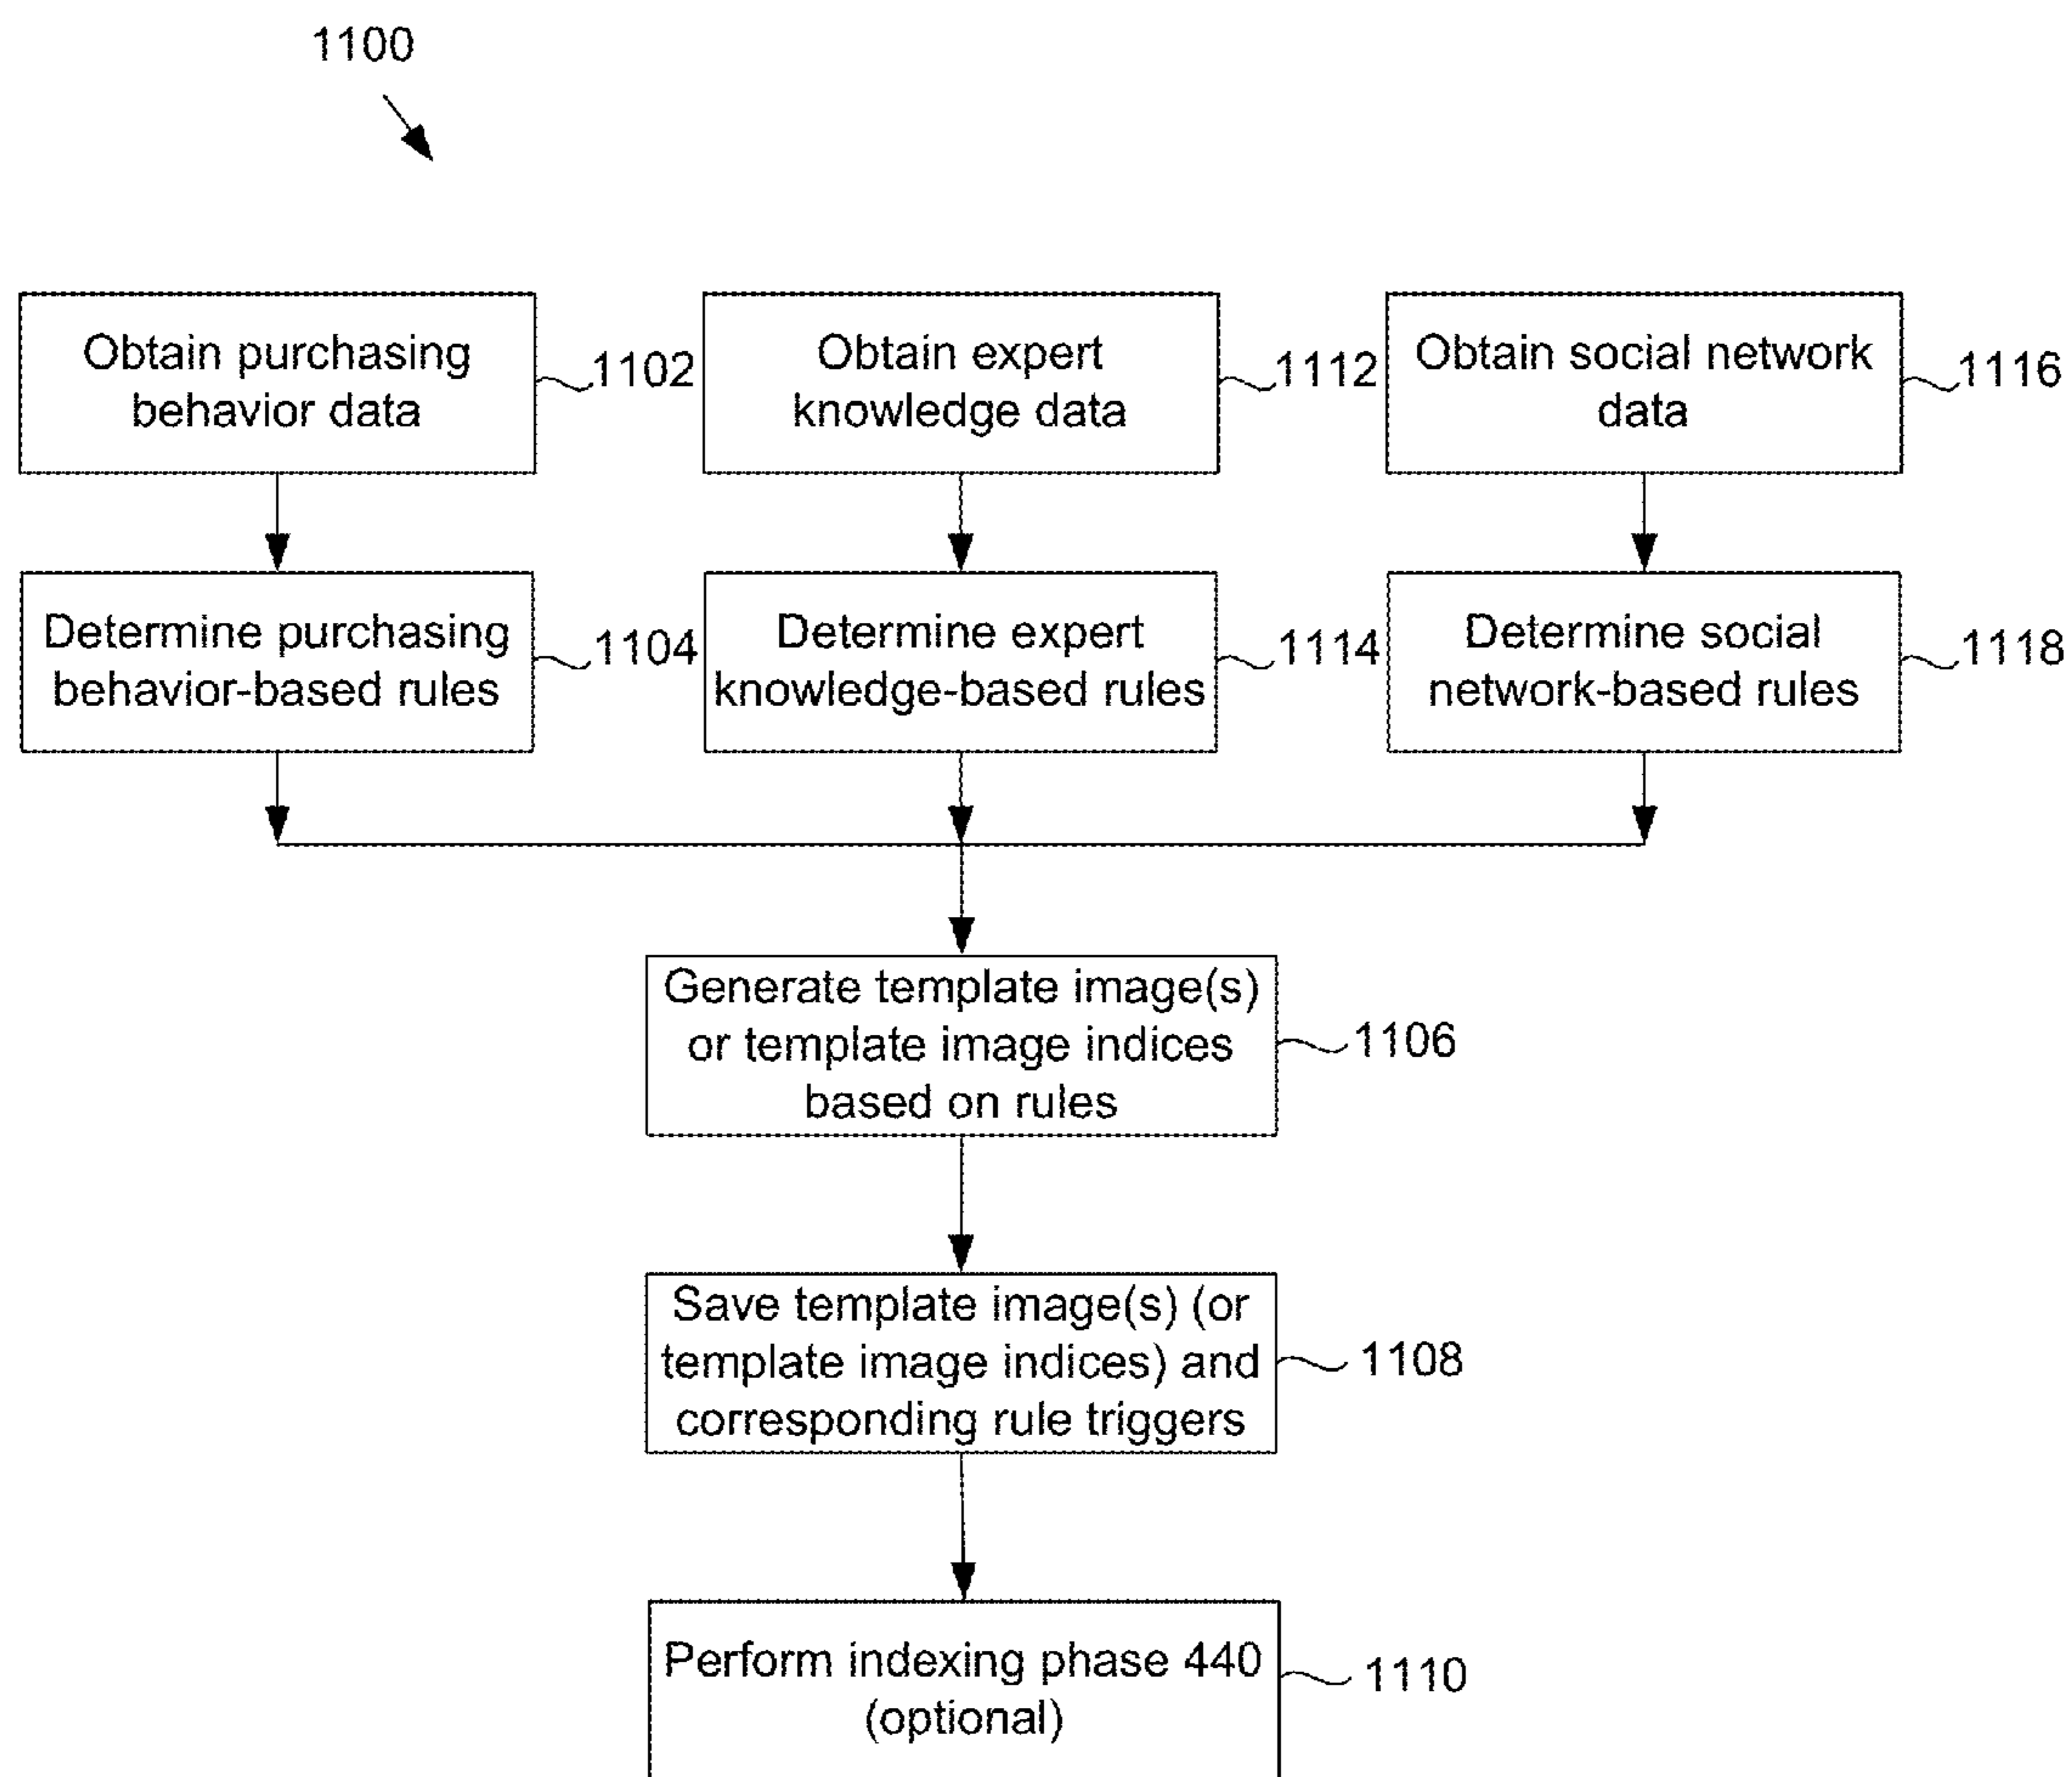 1100
Obtain purchasing
behavior data
1102
Obtain expert
knowledge data
1112
Obtain social network
data
1116
Determine purchasing
behavior-based rules
1104
Determine expert
knowledge-based rules
1114
Determine social
network-based rules
1118
Generate template image(s)
or template image indices
based on rules
1106
Save template image(s) (or
template image indices) and
corresponding rule triggers
1108
Perform indexing phase 440
(optional)
1110